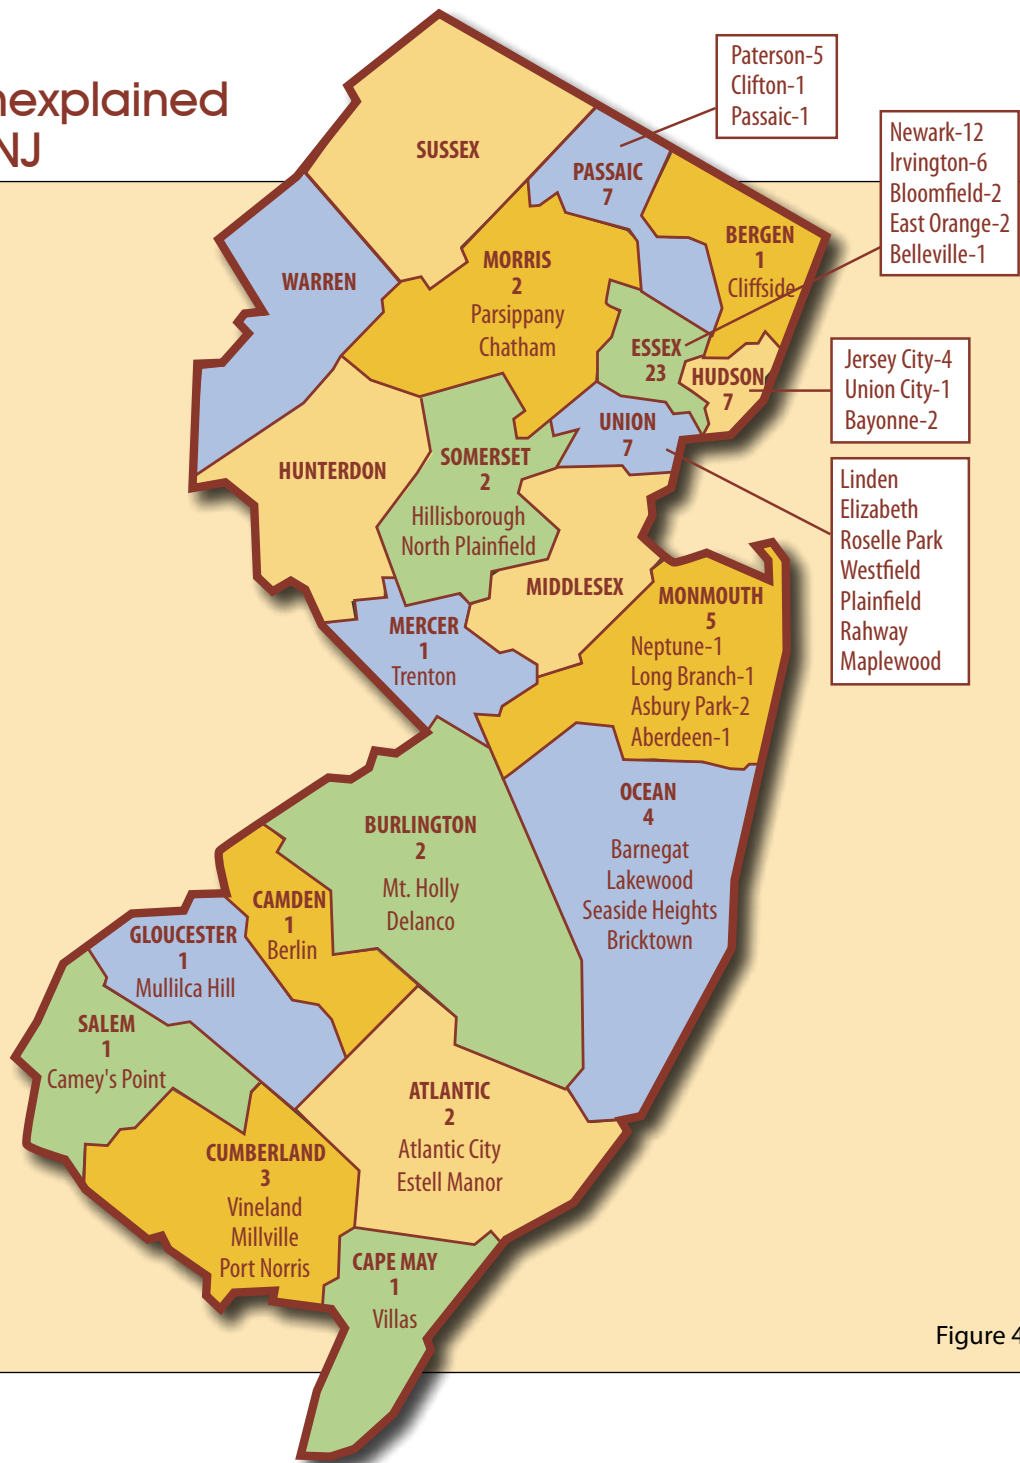 nexplained
NJ
Paterson-5
Clifton-1
Passaic-1
Newark-12
Irvington-6
Bloomfield-2
East Orange-2
Belleville-1
SUSSEX
PASSAIC
7
BERGEN
1
Cliffside
WARREN
MORRIS
2
Parsippany
Chatham
ESSEX
23
HUDSON
7
Jersey City-4
Union City-1
Bayonne-2
UNION
7
Linden
Elizabeth
Roselle Park
Westfield
Plainfield
Rahway
Maplewood
HUNTERDON
SOMERSET
2
Hillisborough
North Plainfield
MIDDLESEX
MERCER
1
Trenton
MONMOUTH
5
Neptune-1
Long Branch-1
Asbury Park-2
Aberdeen-1
OCEAN
4
Barnegat
Lakewood
Seaside Heights
Bricktown
BURLINGTON
2
Mt. Holly
Delanco
CAMDEN
1
Berlin
GLOUCESTER
1
Mullilca Hill
SALEM
1
Camey's Point
ATLANTIC
2
Atlantic City
Estell Manor
CUMBERLAND
3
Vineland
Millville
Port Norris
CAPE MAY
1
Villas
Figure 4